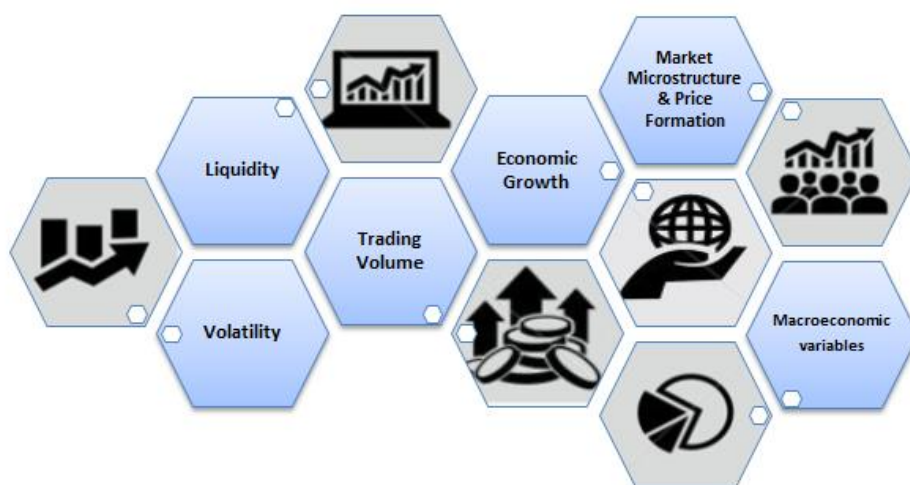 Market
Microstructure
& Price
Formation
Liquidity
Economic
Growth
Trading
Volume
Volatility
Macroeconomic
variables